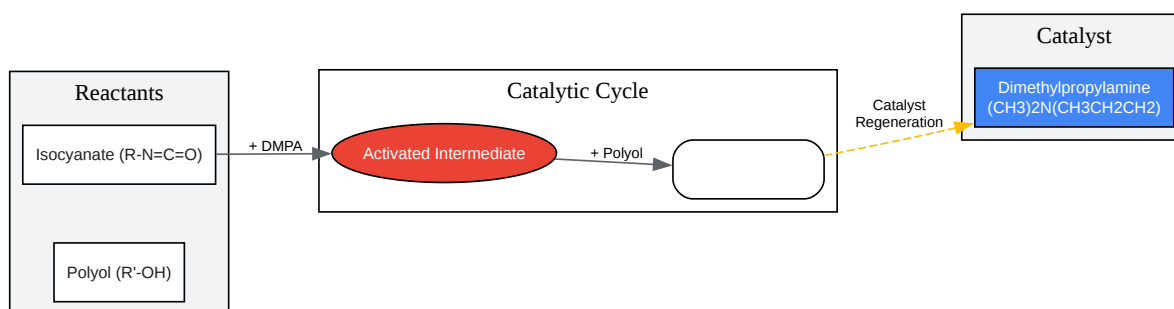 Reactants
Isocyanate (R-N=C=O)
Polyol (R'-OH)
+ DMPA
Catalytic Cycle
Activated Intermediate
+ Polyol
Catalyst
Regeneration
Catalyst
Dimethylpropylamine
(CH3)2N(CH3CH2CH2)